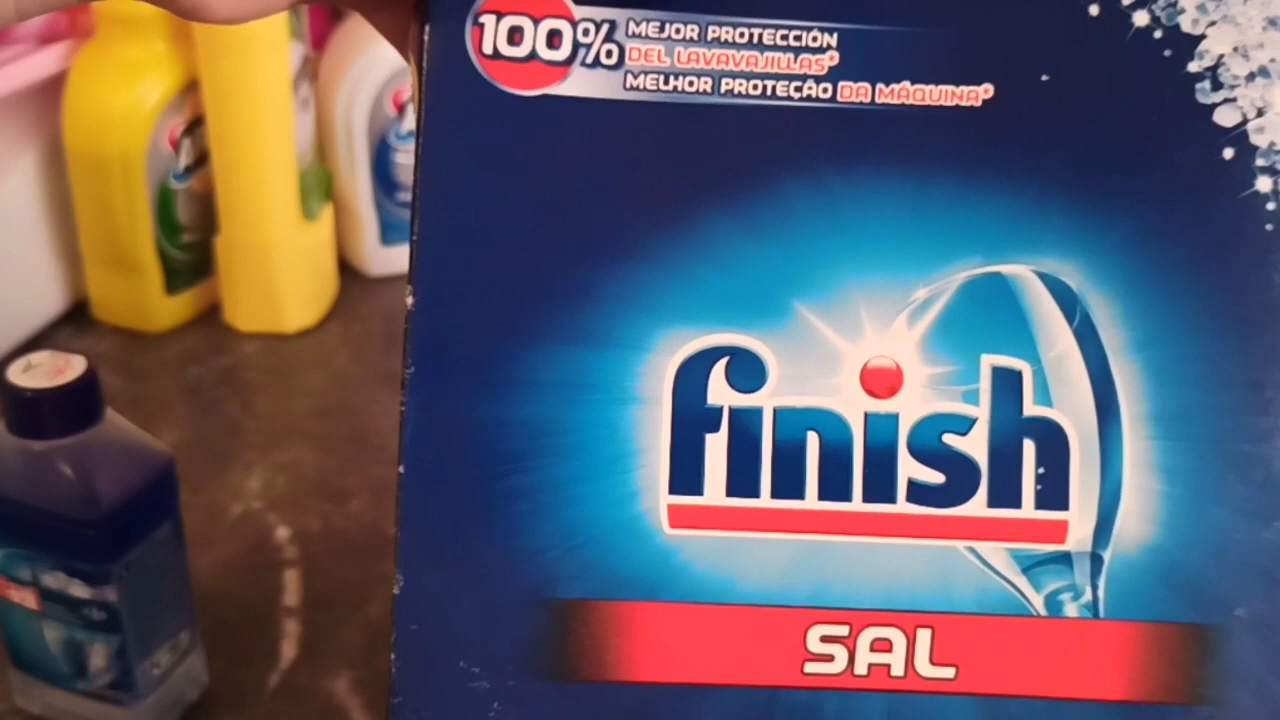 100%
MEJOR PROTECCIÓN
DEL LAVAVAJILLAS*
MELHOR PROTEÇÃO DA MÁQUINA*
finish
SAL